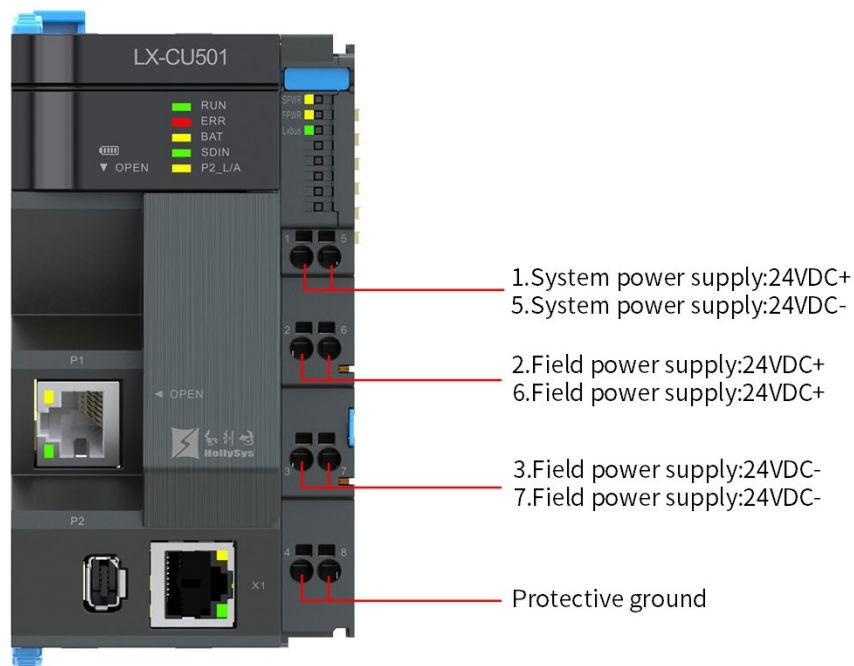 LX-CU501
RUN
ERR
BAT
SDIN
▼ OPEN
P2_L/A
SPWR
FPWR
Lxbus
1
5
1.System power supply:24VDC+
5.System power supply:24VDC-
2
6
2.Field power supply:24VDC+
6.Field power supply:24VDC+
P1
◄ OPEN
HollySys
3
7
3.Field power supply:24VDC-
7.Field power supply:24VDC-
P2
4
8
X1
Protective ground